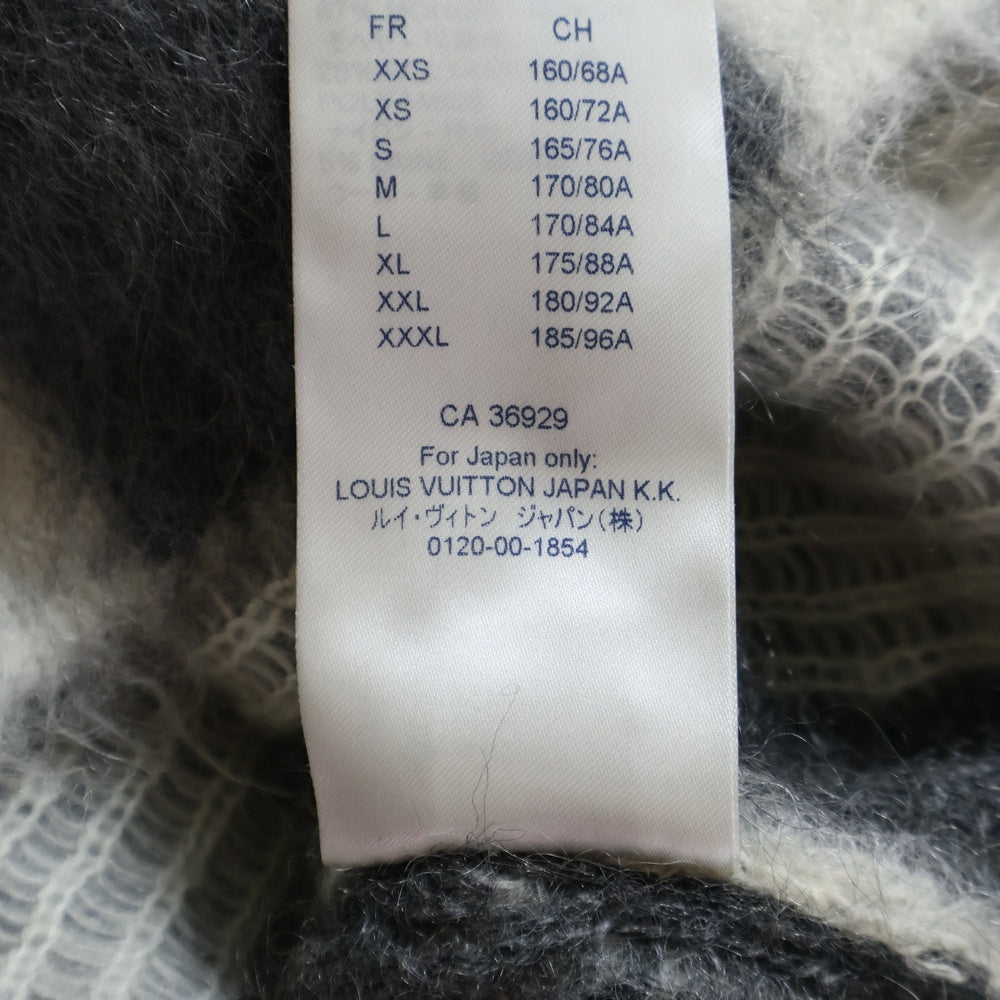 FR CH
XXS 160/68A
XS 160/72A
S 165/76A
M 170/80A
L 170/84A
XL 175/88A
XXL 180/92A
XXXL 185/96A
CA 36929
For Japan only:
LOUIS VUITTON JAPAN K.K.
ルイ・ヴィトン ジャパン(株)
0120-00-1854